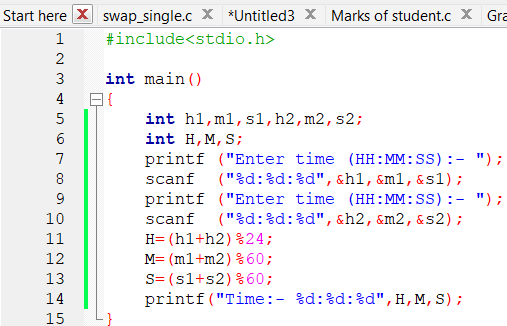 Start here swap_single.c *Untitled3 Marks of student.c Gra
1 #include<stdio.h>
2
3 int main()
4 {
5 int h1,m1,s1,h2,m2,s2;
6 int H,M,S;
7 printf ("Enter time (HH:MM:SS):- ");
8 scanf ("%d:%d:%d",&h1,&m1,&s1);
9 printf ("Enter time (HH:MM:SS):- ");
10 scanf ("%d:%d:%d",&h2,&m2,&s2);
11 H=(h1+h2)%24;
12 M=(m1+m2)%60;
13 S=(s1+s2)%60;
14 printf("Time:- %d:%d:%d",H,M,S);
15 }